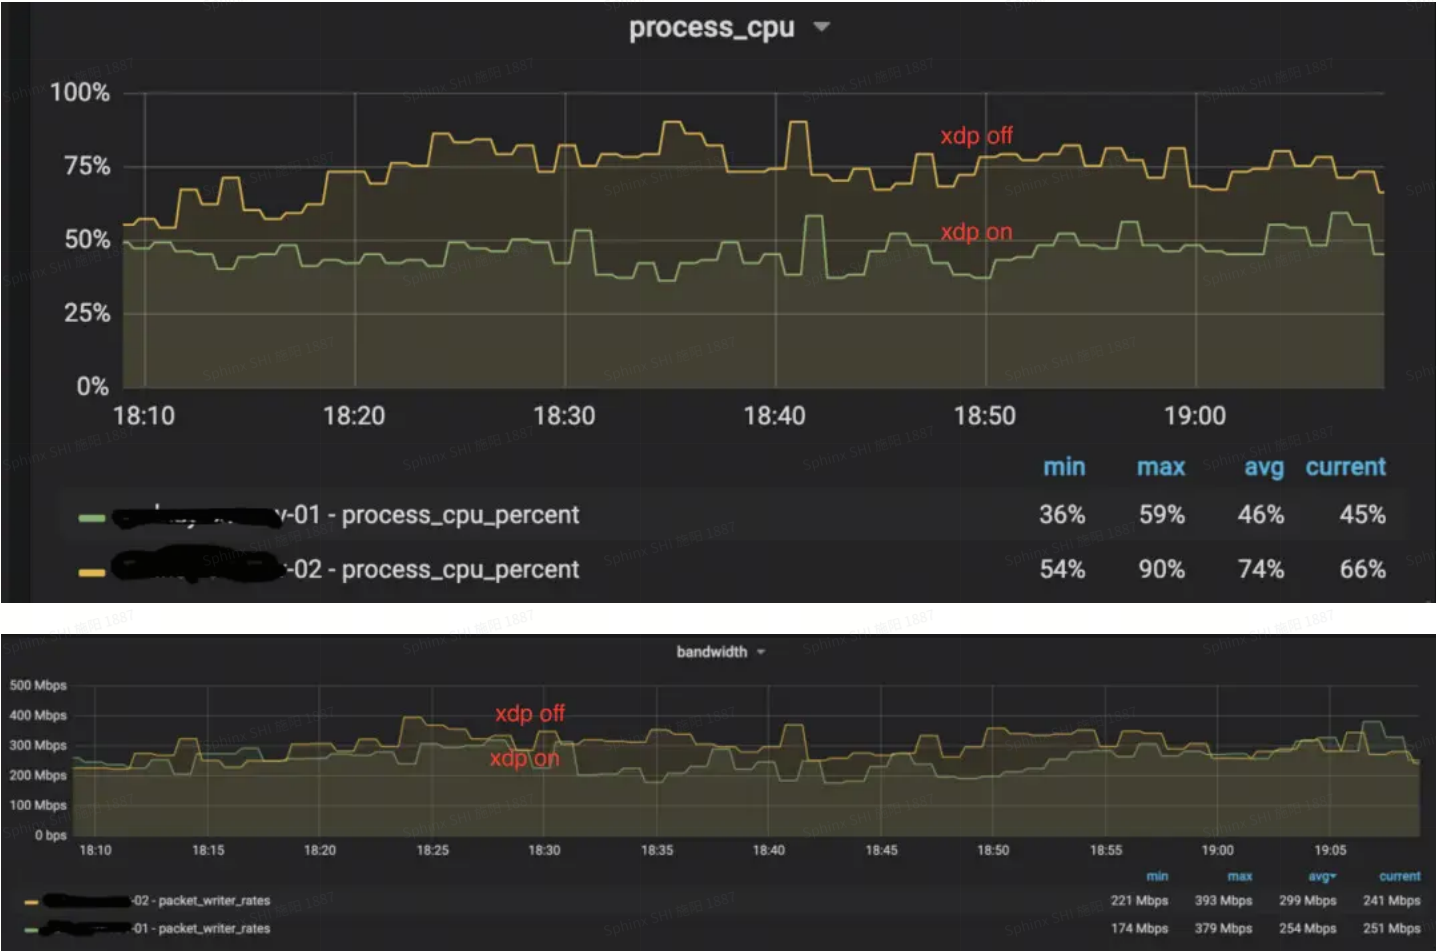 process_cpu
100%
xdp off
75%
50%
xdp on
25%
0%
18:10 18:20 18:30 18:40 18:50 19:00
min max avg current
-01 - process_cpu_percent 36% 59% 46% 45%
-02 - process_cpu_percent 54% 90% 74% 66%
bandwidth
500 Mbps
400 Mbps
xdp off
300 Mbps
xdp on
200 Mbps
100 Mbps
0 bps
18:10 18:15 18:20 18:25 18:30 18:35 18:40 18:45 18:50 18:55 19:00 19:05
min max avg current
-02 - packet_writer_rates 221 Mbps 393 Mbps 299 Mbps 241 Mbps
-01 - packet_writer_rates 174 Mbps 379 Mbps 254 Mbps 251 Mbps